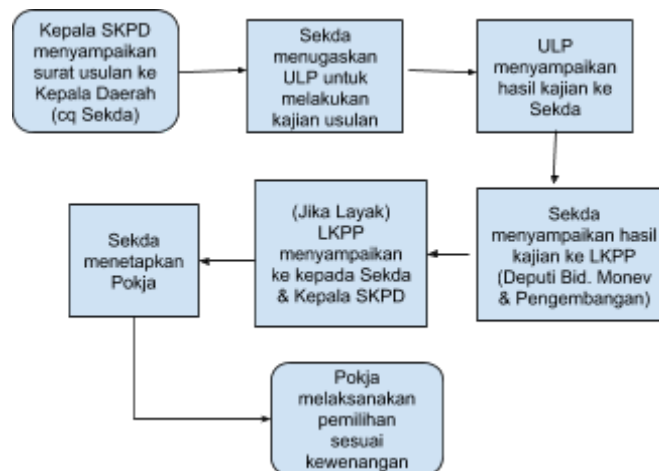 Kepala SKPD
menyampaikan
surat usulan ke
Kepala Daerah
(cq Sekda)
Sekda
menugaskan
ULP untuk
melakukan
kajian usulan
ULP
menyampaikan
hasil kajian ke
Sekda
Sekda
menyampaikan hasil
kajian ke LKPP
(Deputi Bid. Monev
& Pengembangan)
(Jika Layak)
LKPP
menyampaikan
ke kepada Sekda
& Kepala SKPD
Sekda
menetapkan
Pokja
Pokja
melaksanakan
pemilihan
sesuai
kewenangan